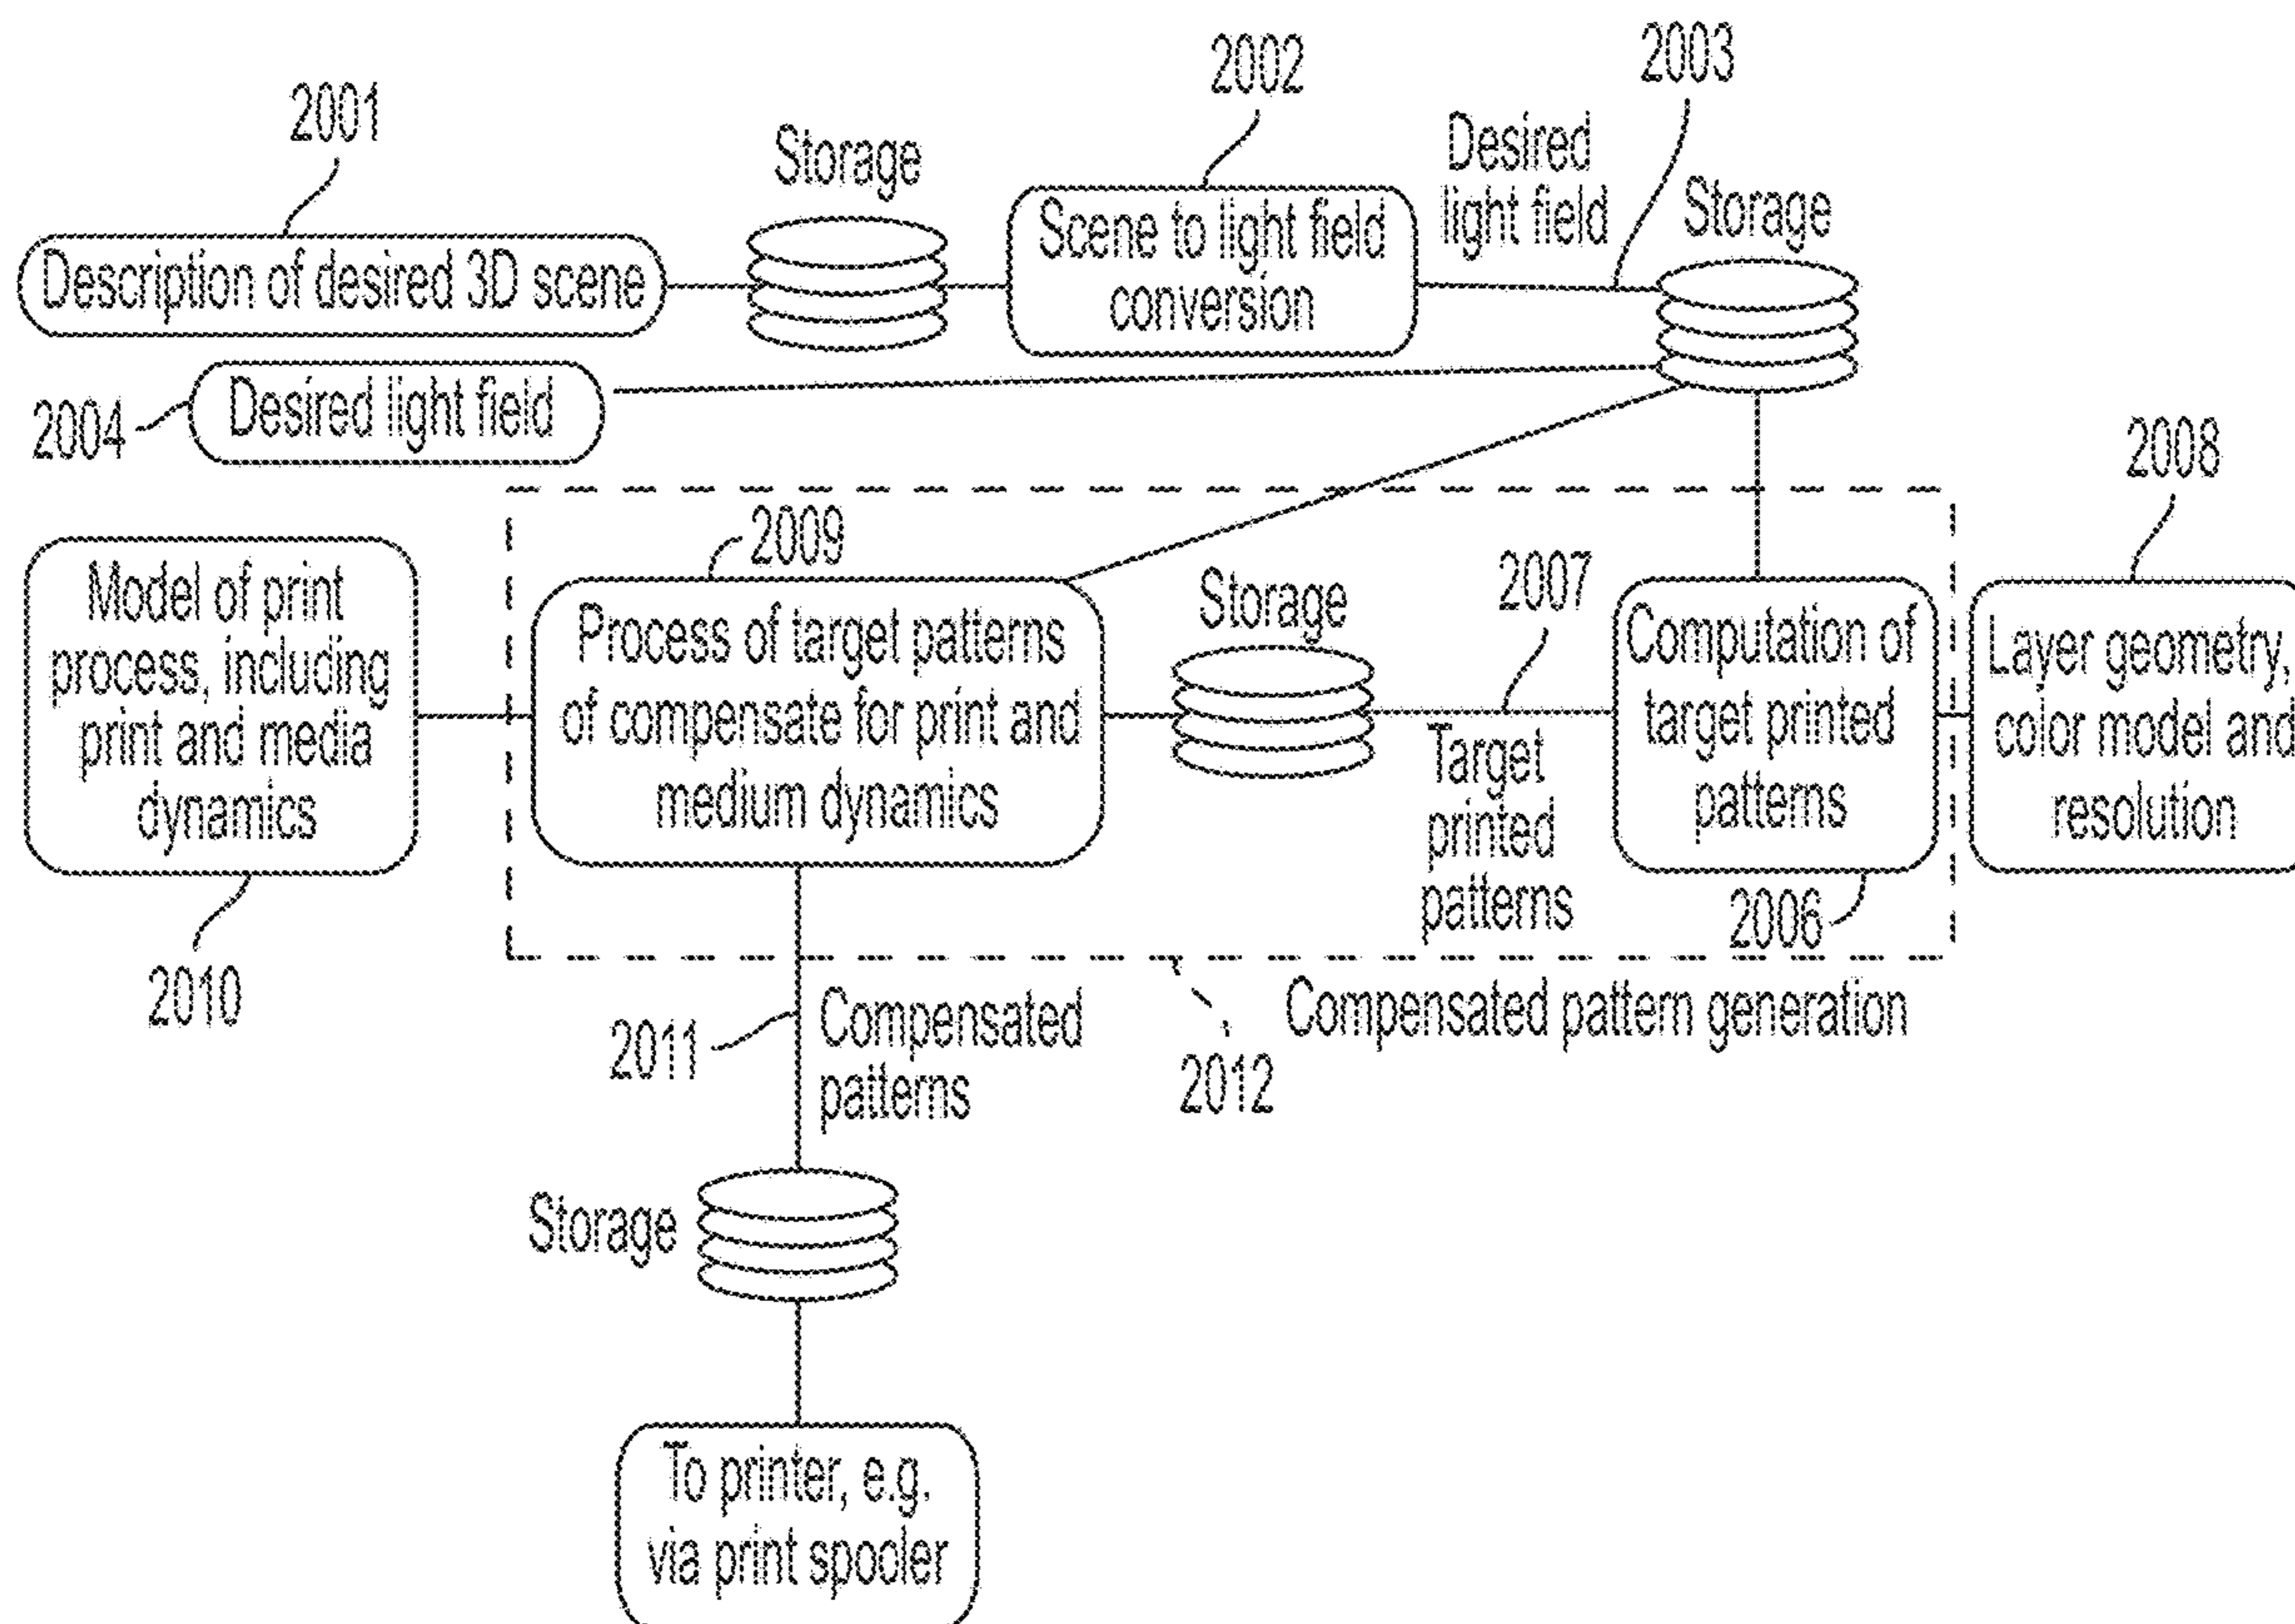 2001
2002
2003
Storage
Desired
light field
Storage
Description of desired 3D scene
Scene to light field
conversion
2004
Desired light field
2008
2009
2007
Storage
Model of print
process, including
print and media
dynamics
Process of target patterns
of compensate for print and
medium dynamics
Target
printed
patterns
Computation of
target printed
patterns
Layer geometry,
color model and
resolution
2006
2010
2011
Compensated
patterns
2012
Compensated pattern generation
Storage
To printer, e.g.
via print spooler